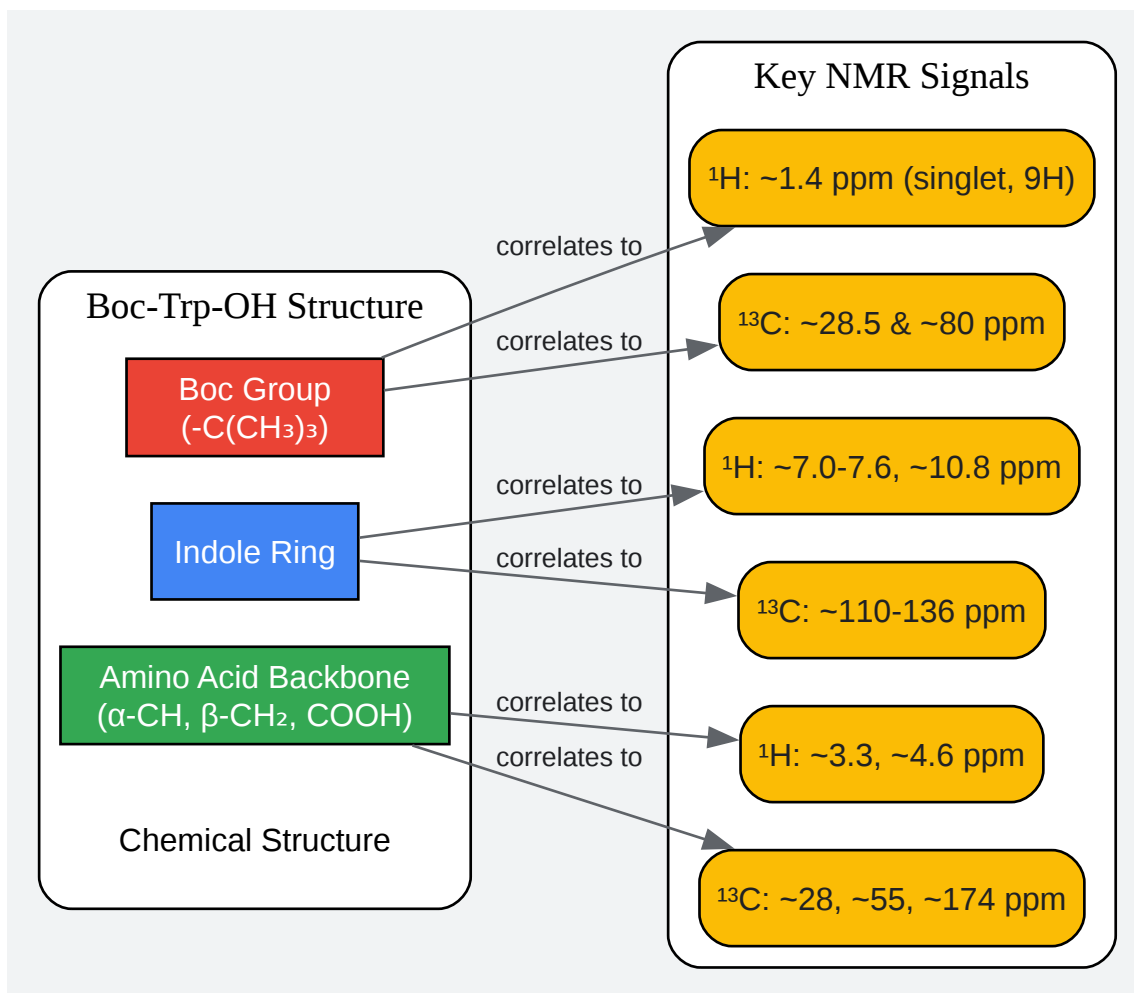 Key NMR Signals
¹H: ~1.4 ppm (singlet, 9H)
correlates to
Boc-Trp-OH Structure
¹³C: ~28.5 & ~80 ppm
correlates to
Boc Group
(-C(CH₃)₃)
¹H: ~7.0-7.6, ~10.8 ppm
correlates to
Indole Ring
correlates to
¹³C: ~110-136 ppm
Amino Acid Backbone
(α-CH, β-CH₂, COOH)
correlates to
¹H: ~3.3, ~4.6 ppm
correlates to
Chemical Structure
¹³C: ~28, ~55, ~174 ppm